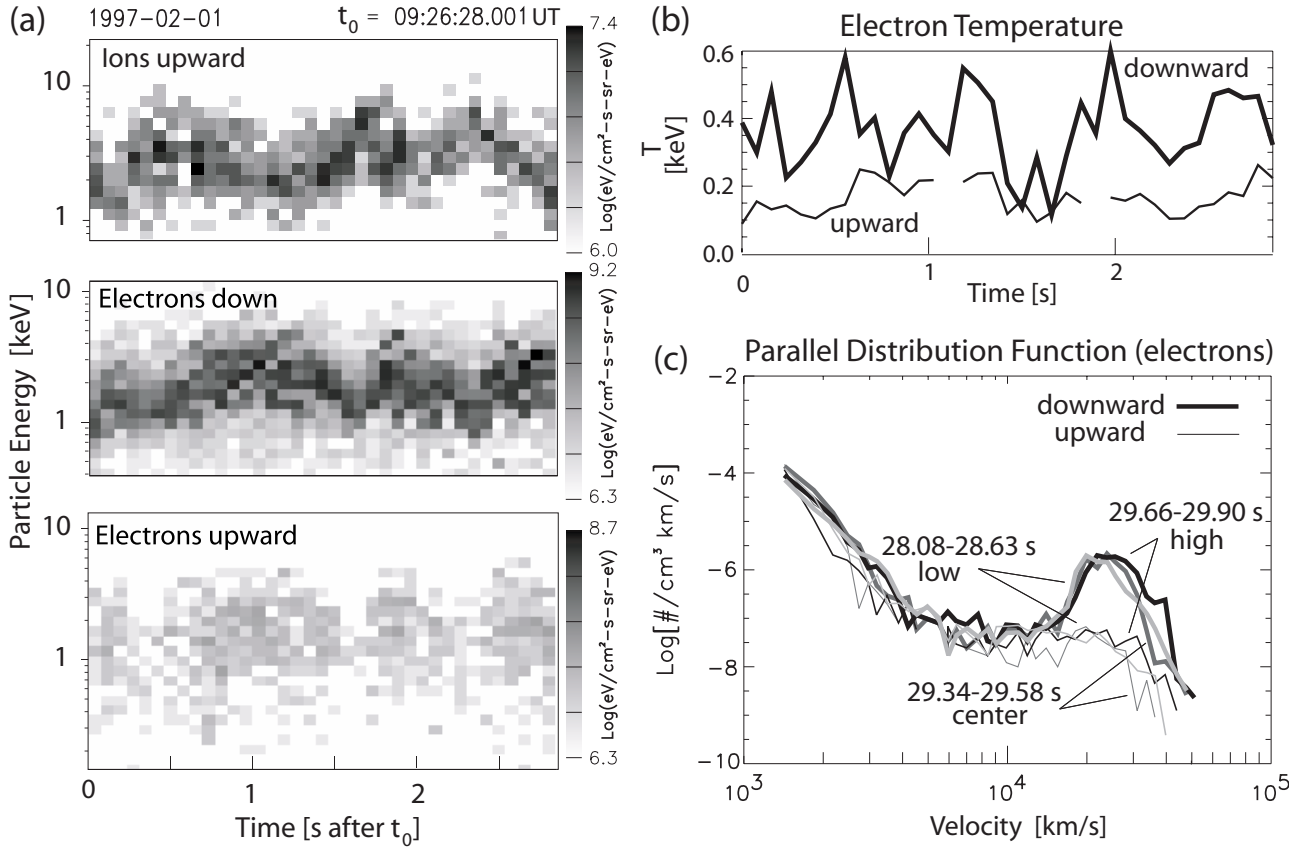 (a)
1997-02-01
t₀ = 09:26:28.001 UT
Ions upward
10
1
7.4
Log(eV/cm²-s-sr-eV)
6.0
Particle Energy [keV]
Electrons down
10
1
9.2
Log(eV/cm²-s-sr-eV)
6.3
Electrons upward
10
1
8.7
Log(eV/cm²-s-sr-eV)
6.3
0 1 2
Time [s after t₀]
(b)
Electron Temperature
0.6
0.4
0.2
0.0
T
[keV]
downward
upward
0 1 2
Time [s]
(c)
Parallel Distribution Function (electrons)
-2
-4
-6
-8
-10
Log[#/cm³ km/s]
downward
upward
29.66-29.90 s
high
28.08-28.63 s
low
29.34-29.58 s
center
10³ 10⁴ 10⁵
Velocity [km/s]